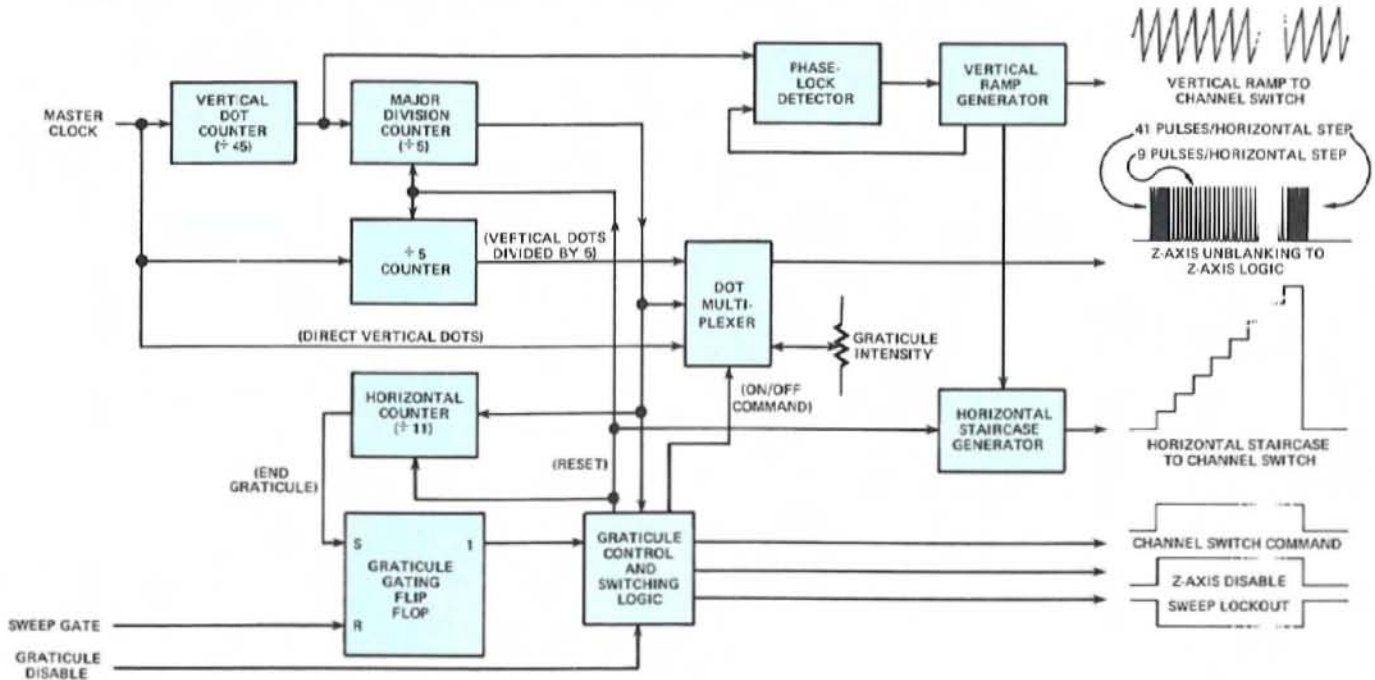 MASTER
CLOCK
VERTICAL
DOT
COUNTER
(÷ 45)
MAJOR
DIVISION
COUNTER
(÷5)
PHASE-
LOCK
DETECTOR
VERTICAL
RAMP
GENERATOR
VERTICAL RAMP TO
CHANNEL SWITCH
41 PULSES/HORIZONTAL STEP
9 PULSES/HORIZONTAL STEP
Z-AXIS UNBLANKING TO
Z-AXIS LOGIC
÷5
COUNTER
(VERTICAL DOTS
DIVIDED BY 5)
DOT
MULTI-
PLEXER
(DIRECT VERTICAL DOTS)
GRATICULE
INTENSITY
HORIZONTAL
COUNTER
(÷11)
(ON/OFF
COMMAND)
HORIZONTAL
STAIRCASE
GENERATOR
HORIZONTAL STAIRCASE
TO CHANNEL SWITCH
(END
GRATICULE)
(RESET)
S 1
GRATICULE
GATING
FLIP
FLOP
R
GRATICULE
CONTROL
AND
SWITCHING
LOGIC
CHANNEL SWITCH COMMAND
Z-AXIS DISABLE
SWEEP LOCKOUT
SWEEP GATE
GRATICULE
DISABLE